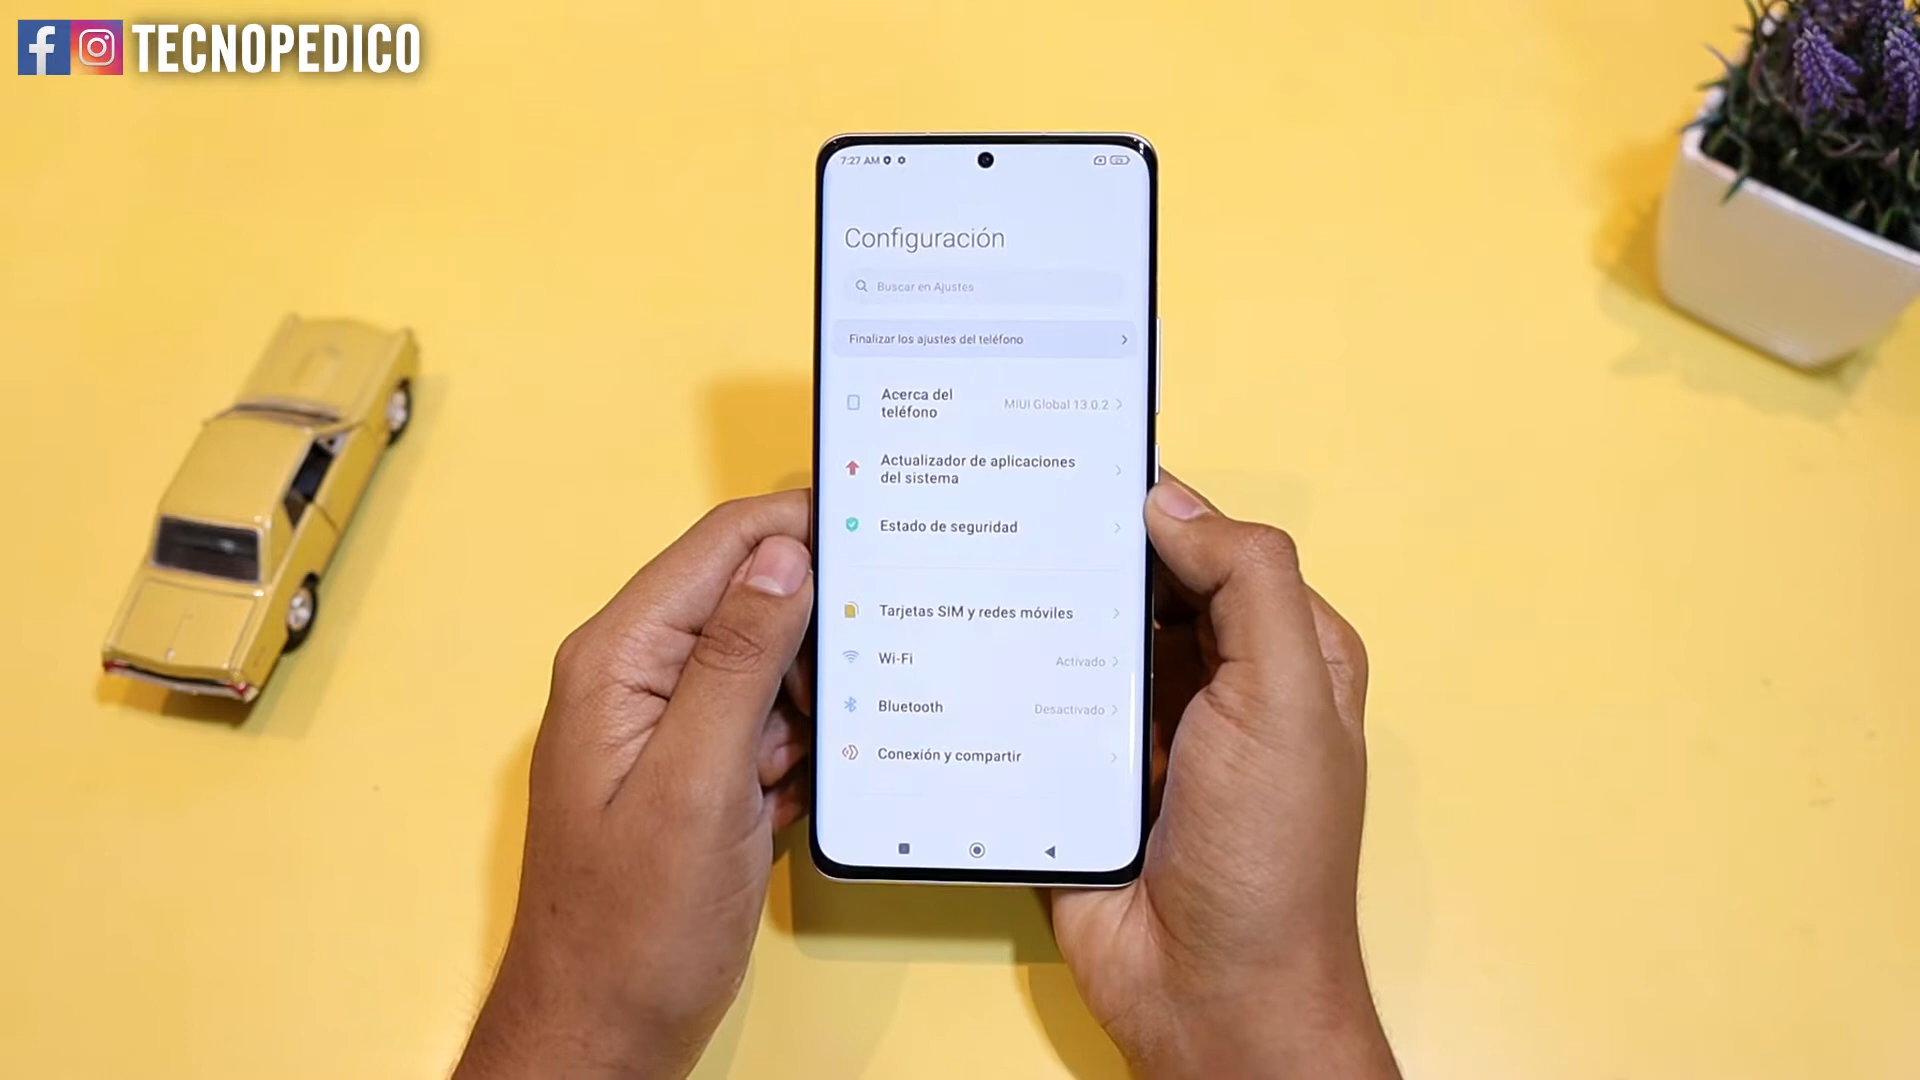 TECNOPEDICO
7:27 AM
Configuración
Buscar en Ajustes
Finalizar los ajustes del teléfono
Acerca del
teléfono
MIUI Global 13.0.2
Actualizador de aplicaciones
del sistema
Estado de seguridad
Tarjetas SIM y redes móviles
Wi-Fi
Activado
Bluetooth
Desactivado
Conexión y compartir